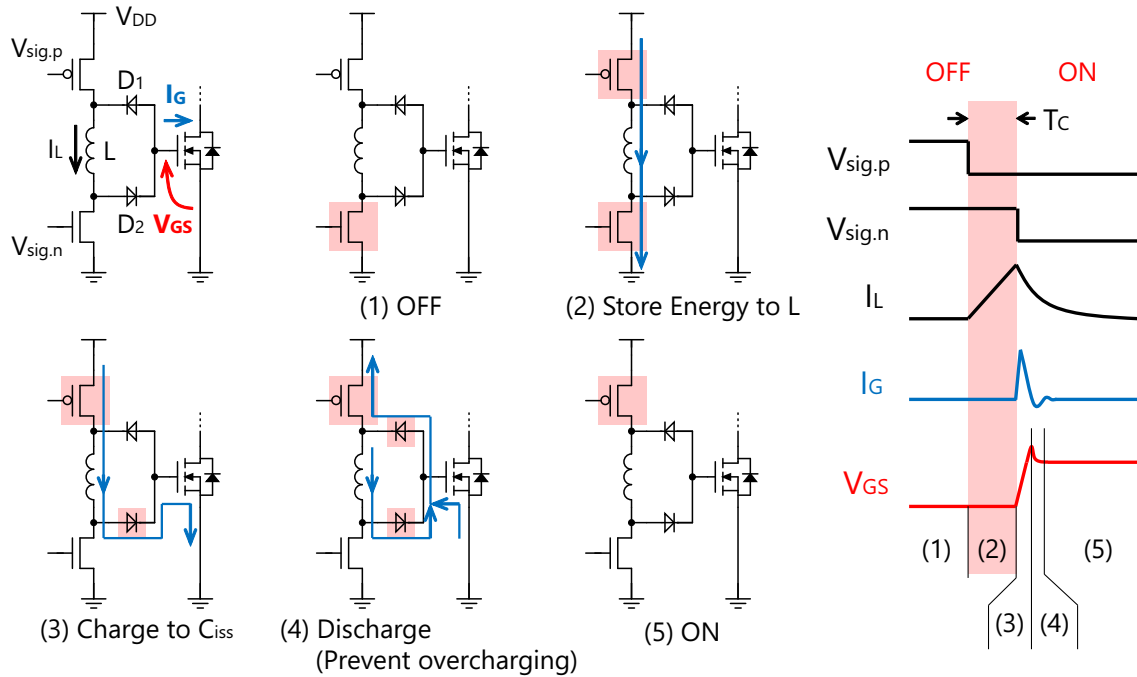 VDD
Vsig.p
D1
IG
IL
L
D2
VGS
Vsig.n
(1) OFF
(2) Store Energy to L
(3) Charge to Ciss
(4) Discharge
(Prevent overcharging)
(5) ON
OFF
ON
TC
Vsig.p
Vsig.n
IL
IG
VGS
(1)
(2)
(5)
(3)
(4)